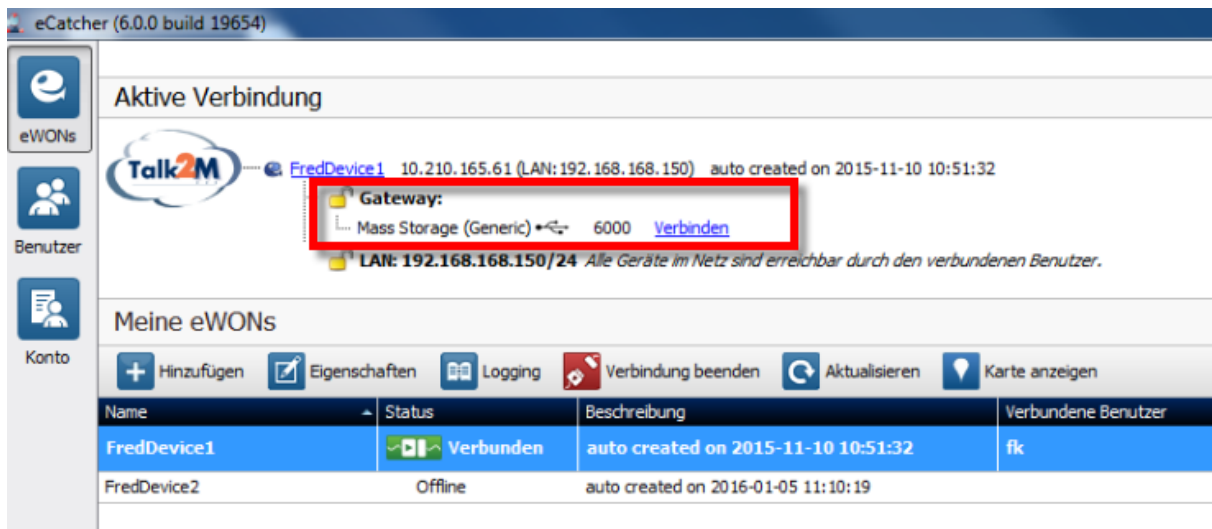 eCatcher (6.0.0 build 19654)
eWONs
Benutzer
Konto
Aktive Verbindung
Talk2M
FredDevice1 10.210.165.61 (LAN:192.168.168.150) auto created on 2015-11-10 10:51:32
Gateway:
Mass Storage (Generic) 6000 Verbinden
LAN: 192.168.168.150/24 Alle Geräte im Netz sind erreichbar durch den verbundenen Benutzer.
Meine eWONs
Hinzufügen Eigenschaften Logging Verbindung beenden Aktualisieren Karte anzeigen
Name Status Beschreibung Verbundene Benutzer
FredDevice1 Verbunden auto created on 2015-11-10 10:51:32 fk
FredDevice2 Offline auto created on 2016-01-05 11:10:19